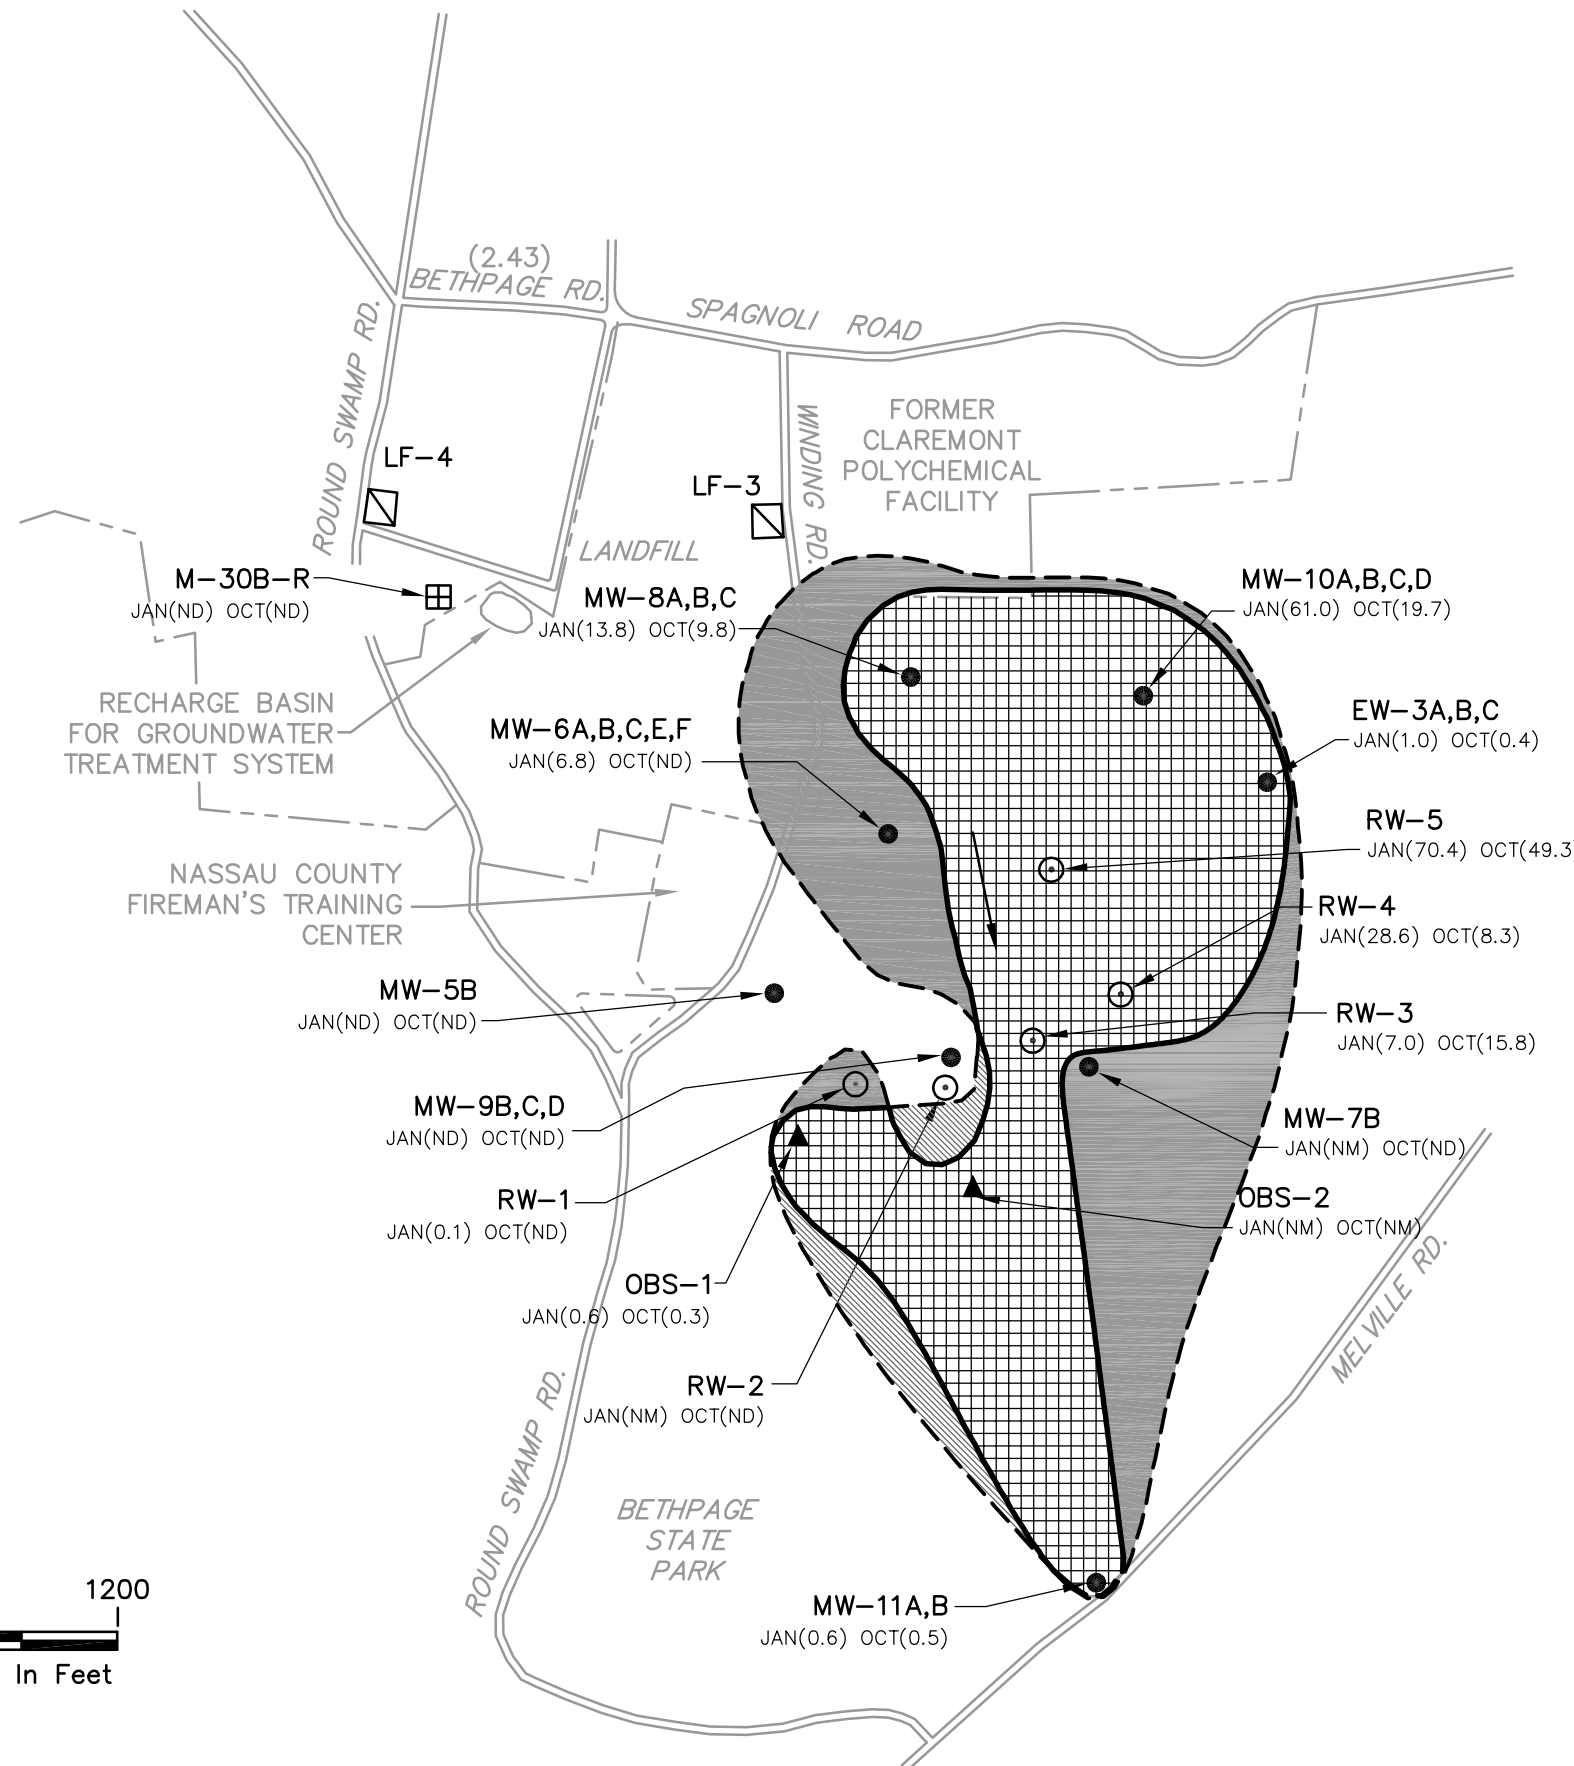 (2.43)
BETHPAGE RD.
SPAGNOLI ROAD
ROUND SWAMP RD.
WINDING RD.
FORMER
CLAREMONT
POLYCHEMICAL
FACILITY
LF-4
LF-3
LANDFILL
M-30B-R
JAN(ND) OCT(ND)
MW-8A,B,C
JAN(13.8) OCT(9.8)
MW-10A,B,C,D
JAN(61.0) OCT(19.7)
RECHARGE BASIN
FOR GROUNDWATER
TREATMENT SYSTEM
MW-6A,B,C,E,F
JAN(6.8) OCT(ND)
EW-3A,B,C
JAN(1.0) OCT(0.4)
RW-5
JAN(70.4) OCT(49.3)
NASSAU COUNTY
FIREMAN'S TRAINING
CENTER
RW-4
JAN(28.6) OCT(8.3)
MW-5B
JAN(ND) OCT(ND)
RW-3
JAN(7.0) OCT(15.8)
MW-9B,C,D
JAN(ND) OCT(ND)
MW-7B
JAN(NM) OCT(ND)
RW-1
JAN(0.1) OCT(ND)
OBS-2
JAN(NM) OCT(NM)
OBS-1
JAN(0.6) OCT(0.3)
MELVILLE RD.
RW-2
JAN(NM) OCT(ND)
ROUND SWAMP RD.
BETHPAGE
STATE
PARK
1200
In Feet
MW-11A,B
JAN(0.6) OCT(0.5)